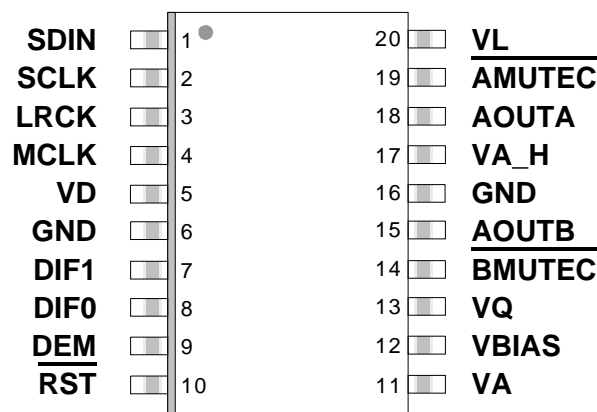 SDIN 1 20 VL
SCLK 2 19 AMUTEC
LRCK 3 18 AOUTA
MCLK 4 17 VA_H
VD 5 16 GND
GND 6 15 AOUTB
DIF1 7 14 BMUTEC
DIF0 8 13 VQ
DEM 9 12 VBIAS
RST 10 11 VA